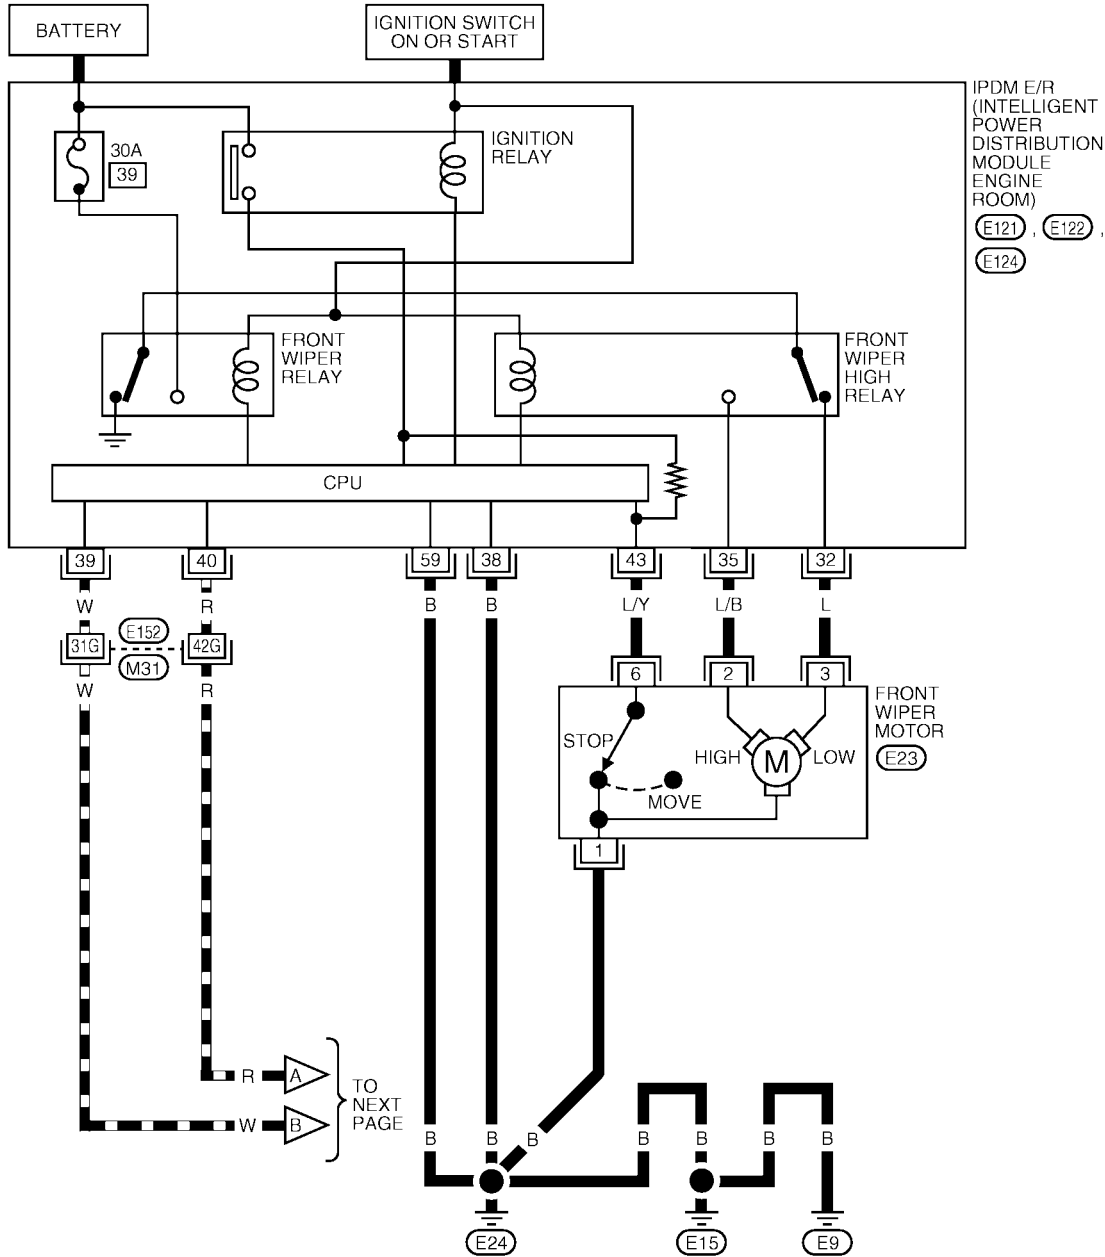 BATTERY
IGNITION SWITCH
ON OR START
IPDM E/R
(INTELLIGENT
POWER
DISTRIBUTION
MODULE
ENGINE
ROOM)
E121 , E122 ,
E124
30A
39
IGNITION
RELAY
FRONT
WIPER
RELAY
FRONT
WIPER
HIGH
RELAY
CPU
39 40 59 38 43 35 32
W R B B L/Y L/B L
31G E152 42G
M31
W R
6 2 3
FRONT
WIPER
MOTOR
E23
STOP
HIGH M LOW
MOVE
1
R A
W B
TO
NEXT
PAGE
B B B B B B B
E24 E15 E9